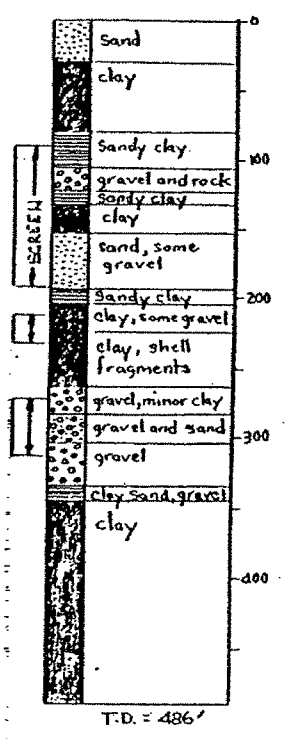 0
Sand
clay
Sandy clay
100
gravel and rock
Sandy clay
clay
SCREEN
sand, some
gravel
Sandy clay
200
clay, some gravel
clay, shell
fragments
gravel, minor clay
gravel and sand
300
gravel
clay sand, gravel
clay
400
T.D. = 486'